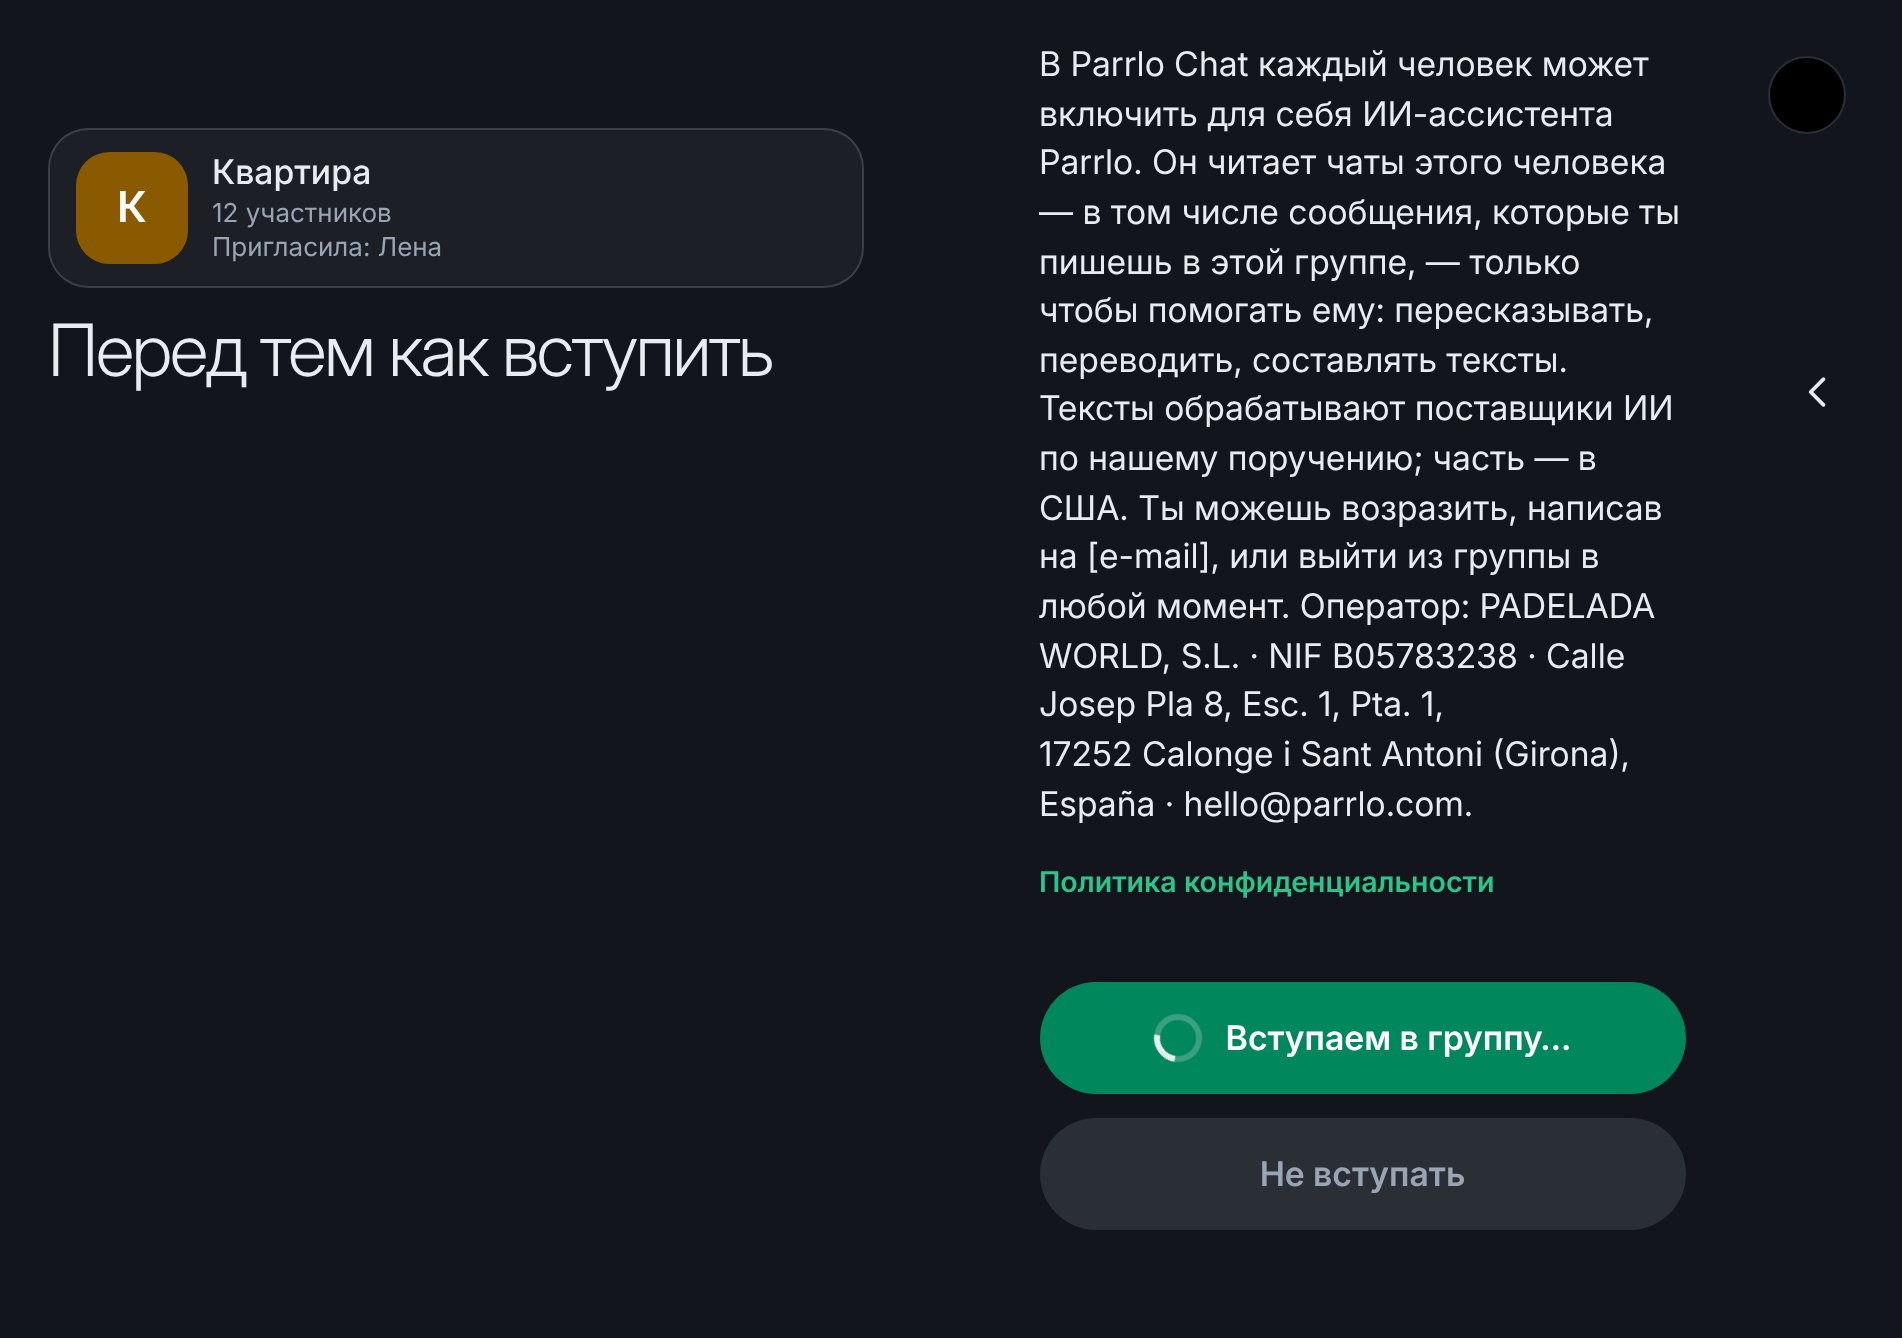 К
Квартира
12 участников
Пригласила: Лена
Перед тем как вступить
В Parrlo Chat каждый человек может
включить для себя ИИ-ассистента
Parrlo. Он читает чаты этого человека
— в том числе сообщения, которые ты
пишешь в этой группе, — только
чтобы помогать ему: пересказывать,
переводить, составлять тексты.
Тексты обрабатывают поставщики ИИ
по нашему поручению; часть — в
США. Ты можешь возразить, написав
на [e-mail], или выйти из группы в
любой момент. Оператор: PADELADA
WORLD, S.L. · NIF B05783238 · Calle
Josep Pla 8, Esc. 1, Pta. 1,
17252 Calonge i Sant Antoni (Girona),
España · hello@parrlo.com.
Политика конфиденциальности
Вступаем в группу...
Не вступать